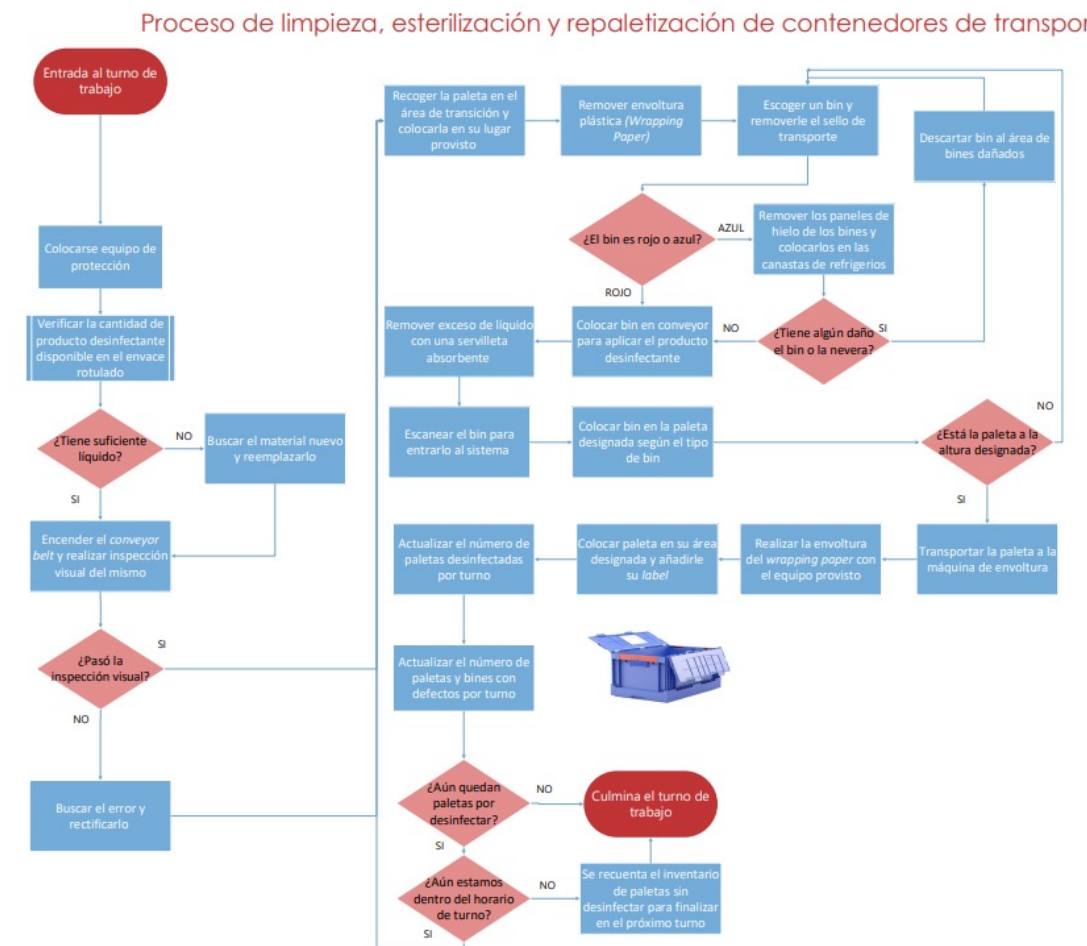 Proceso de limpieza, esterilización y repaletización de contenedores de transpor
Entrada al turno de
trabajo
Colocarse equipo de
protección
Verificar la cantidad de
producto desinfectante
disponible en el envace
rotulado
¿Tiene suficiente
líquido?
NO
Buscar el material nuevo
y reemplazarlo
SI
Encender el conveyor
belt y realizar inspección
visual del mismo
¿Pasó la
inspección visual?
SI
NO
Buscar el error y
rectificarlo
Recoger la paleta en el
área de transición y
colocarla en su lugar
provisto
Remover envoltura
plástica (Wrapping
Paper)
Escoger un bin y
removerle el sello de
transporte
Descartar bin al área de
bines dañados
¿El bin es rojo o azul?
AZUL
Remover los paneles de
hielo de los bines y
colocarlos en las
canastas de refrigerios
ROJO
¿Tiene algún daño
el bin o la nevera?
SI
NO
Colocar bin en conveyor
para aplicar el producto
desinfectante
Remover exceso de líquido
con una servilleta
absorbente
Escanear el bin para
entrarlo al sistema
Colocar bin en la paleta
designada según el tipo
de bin
¿Está la paleta a la
altura designada?
NO
SI
Transportar la paleta a la
máquina de envoltura
Realizar la envoltura
del wrapping paper con
el equipo provisto
Colocar paleta en su área
designada y añadirle
su label
Actualizar el número de
paletas desinfectadas
por turno
Actualizar el número de
paletas y bines con
defectos por turno
¿Aún quedan
paletas por
desinfectar?
NO
Culmina el turno de
trabajo
SI
¿Aún estamos
dentro del horario
de turno?
NO
Se recuenta el inventario
de paletas sin
desinfectar para finalizar
en el próximo turno
SI